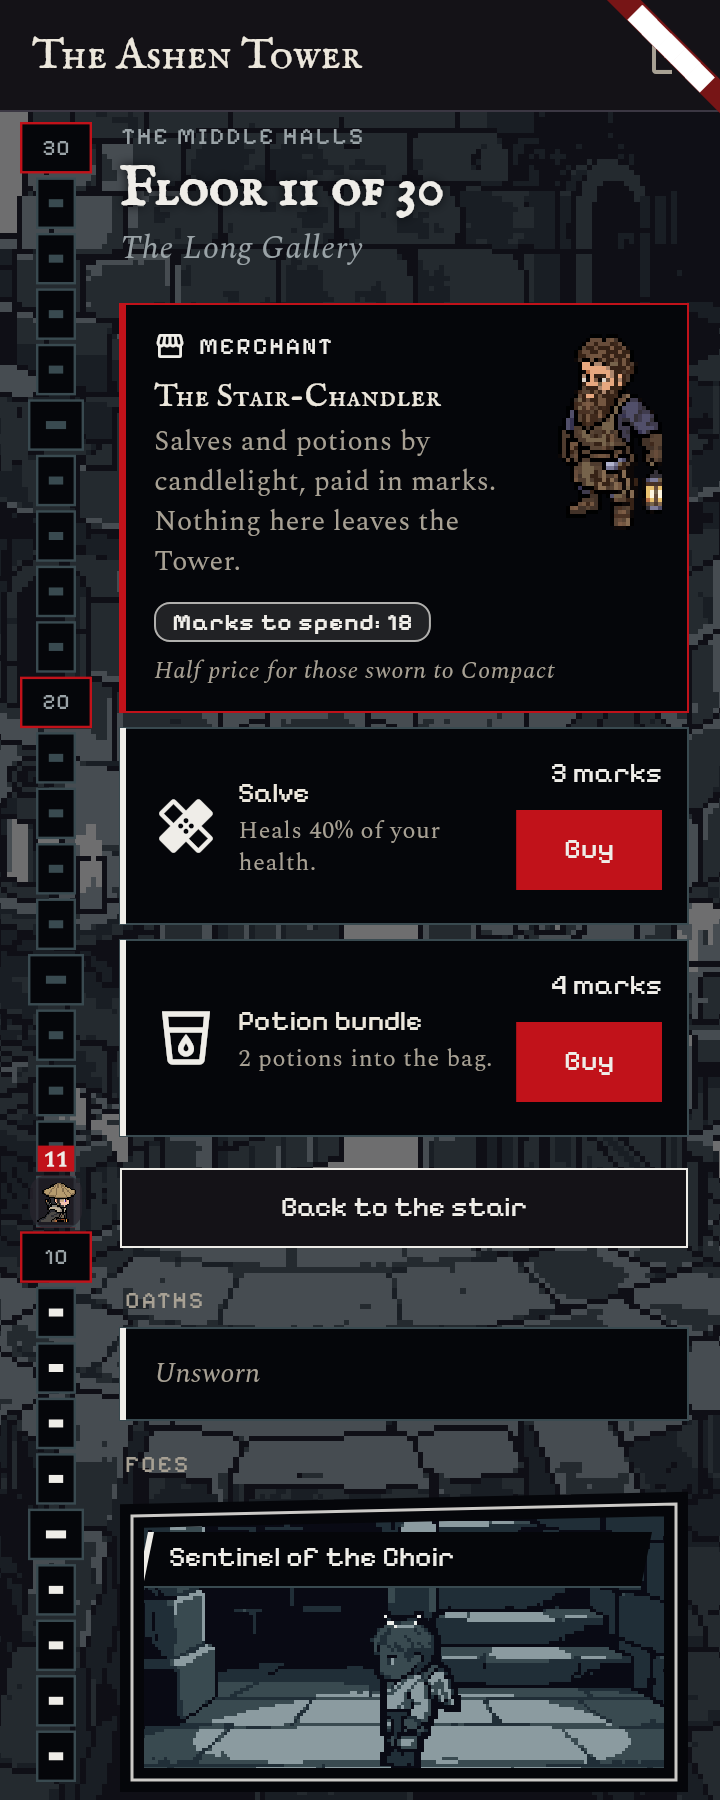 The Ashen Tower
30
THE MIDDLE HALLS
Floor 11 of 30
The Long Gallery
MERCHANT
The Stair-Chandler
Salves and potions by
candlelight, paid in marks.
Nothing here leaves the
Tower.
Marks to spend: 18
Half price for those sworn to Compact
20
3 marks
Salve
Heals 40% of your
health.
Buy
4 marks
Potion bundle
2 potions into the bag.
Buy
11
Back to the stair
10
OATHS
Unsworn
FOES
Sentinel of the Choir